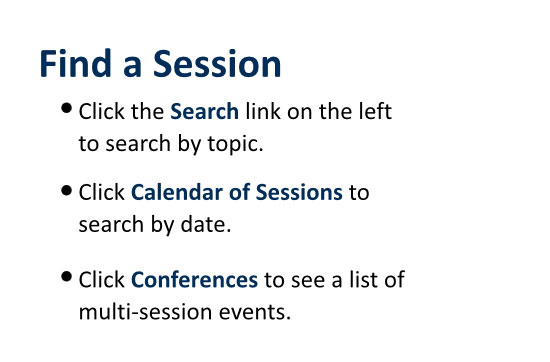 Find a Session
• Click the Search link on the left
to search by topic.
• Click Calendar of Sessions to
search by date.
• Click Conferences to see a list of
multi-session events.